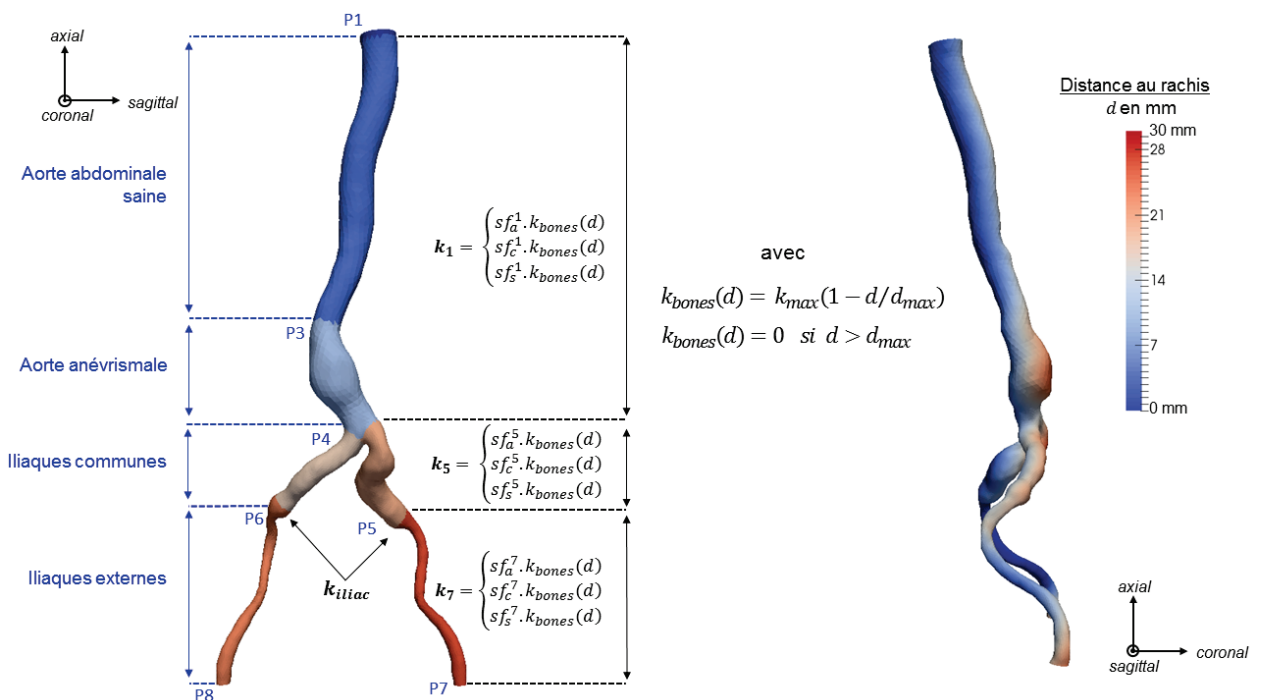 P1
axial
sagittal
coronal
Aorte abdominale
saine
k₁ = { sf_a^1.k_bones(d)
sf_c^1.k_bones(d)
sf_s^1.k_bones(d)
P3
Aorte anévrismale
P4
Iliaques communes
k₅ = { sf_a^5.k_bones(d)
sf_c^5.k_bones(d)
sf_s^5.k_bones(d)
P6
P5
Iliaques externes
k_iliac
k₇ = { sf_a^7.k_bones(d)
sf_c^7.k_bones(d)
sf_s^7.k_bones(d)
P8
P7
avec
k_bones(d) = k_max(1 − d/d_max)
k_bones(d) = 0 si d > d_max
Distance au rachis
d en mm
30 mm
28
21
14
7
0 mm
axial
coronal
sagittal